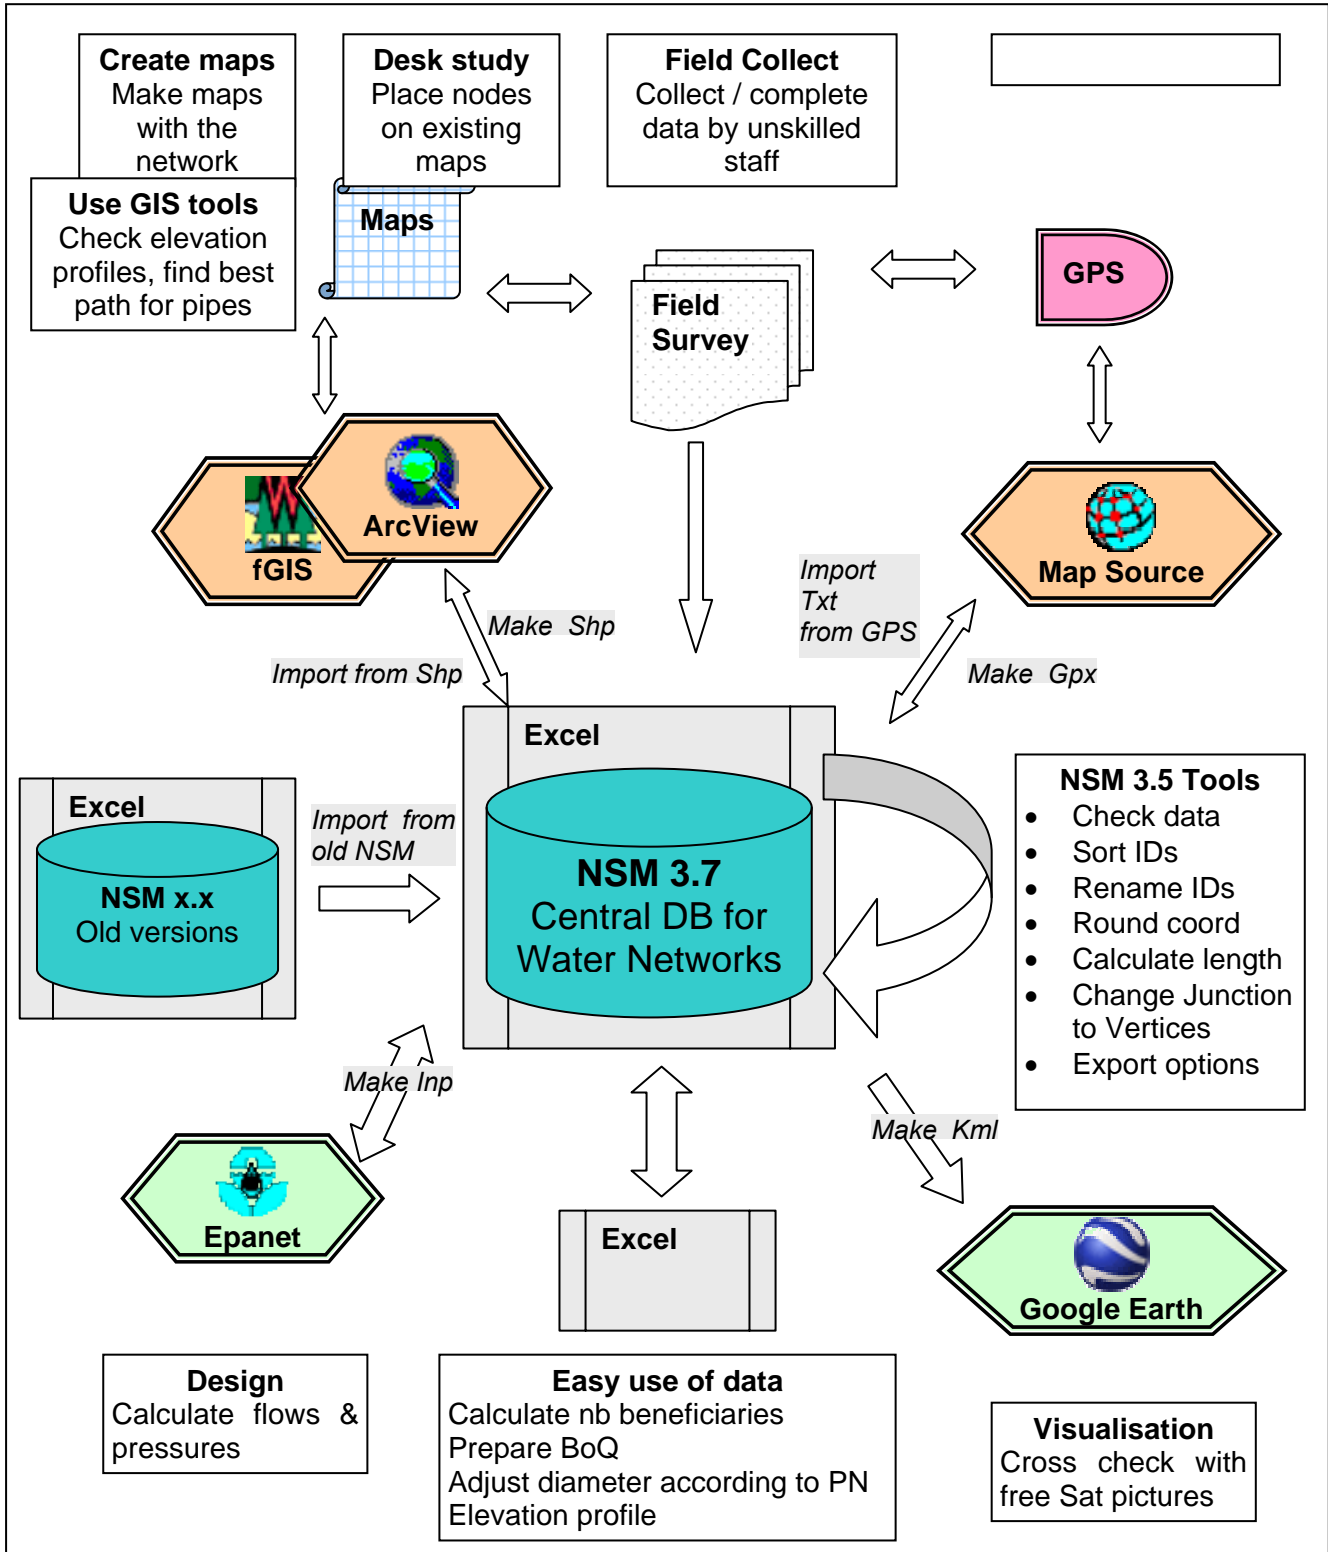 Create maps
Make maps
with the
network
Desk study
Place nodes
on existing
maps
Field Collect
Collect / complete
data by unskilled
staff
Use GIS tools
Check elevation
profiles, find best
path for pipes
Maps
Field
Survey
GPS
ArcView
fGIS
Map Source
Import
Txt
from GPS
Make Shp
Import from Shp
Make Gpx
Excel
NSM x.x
Old versions
Import from
old NSM
Excel
NSM 3.7
Central DB for
Water Networks
NSM 3.5 Tools
• Check data
• Sort IDs
• Rename IDs
• Round coord
• Calculate length
• Change Junction
to Vertices
• Export options
Make Inp
Make Kml
Epanet
Excel
Google Earth
Design
Calculate flows &
pressures
Easy use of data
Calculate nb beneficiaries
Prepare BoQ
Adjust diameter according to PN
Elevation profile
Visualisation
Cross check with
free Sat pictures